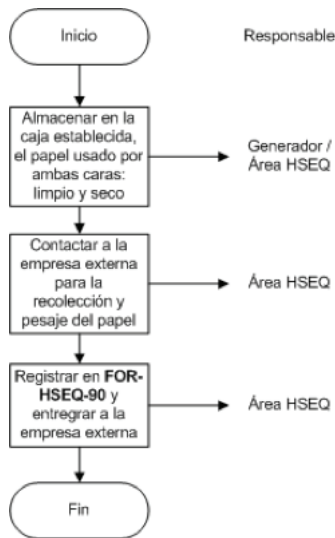 Inicio
Responsable
Almacenar en la
caja establecida,
el papel usado por
ambas caras:
limpio y seco
Generador /
Área HSEQ
Contactar a la
empresa externa
para la
recolección y
pesaje del papel
Área HSEQ
Registrar en FOR-
HSEQ-90 y
entregrar a la
empresa externa
Área HSEQ
Fin